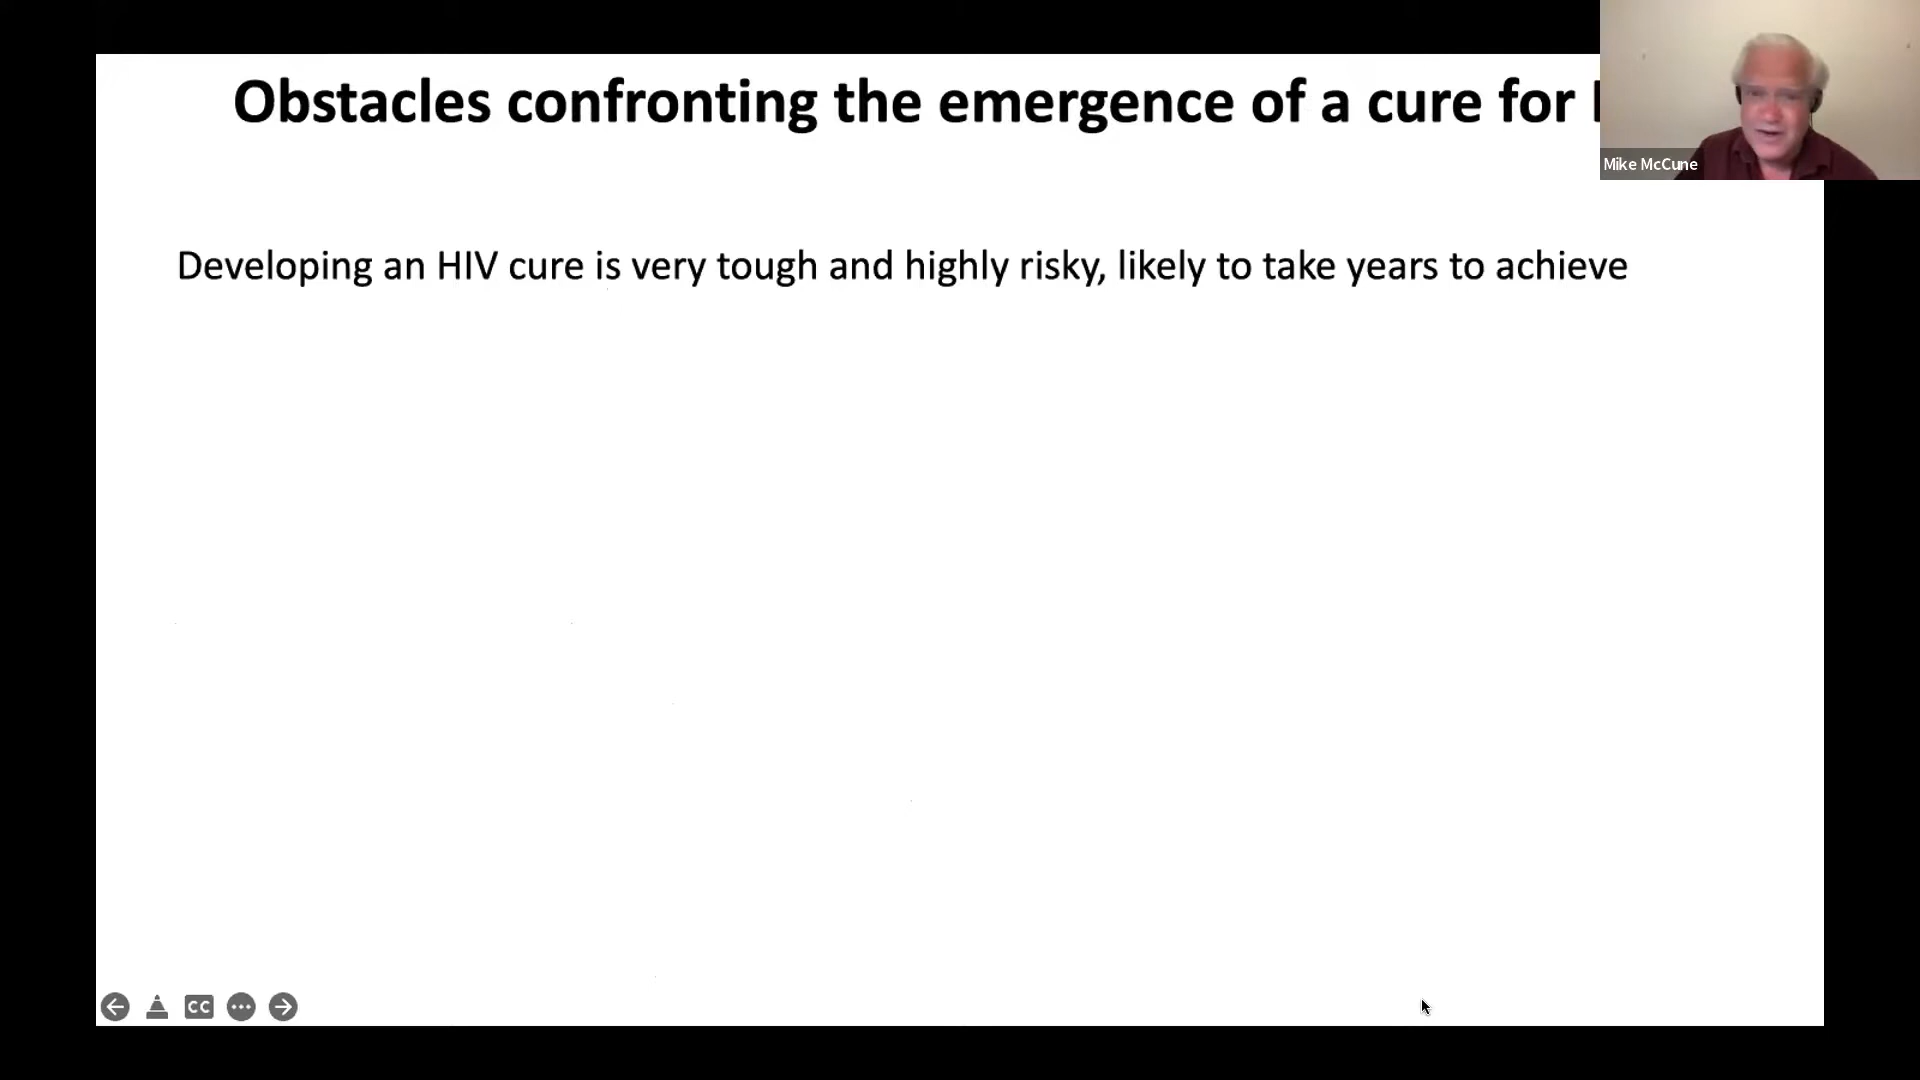 Obstacles confronting the emergence of a cure for
Mike McCune
Developing an HIV cure is very tough and highly risky, likely to take years to achieve
CC